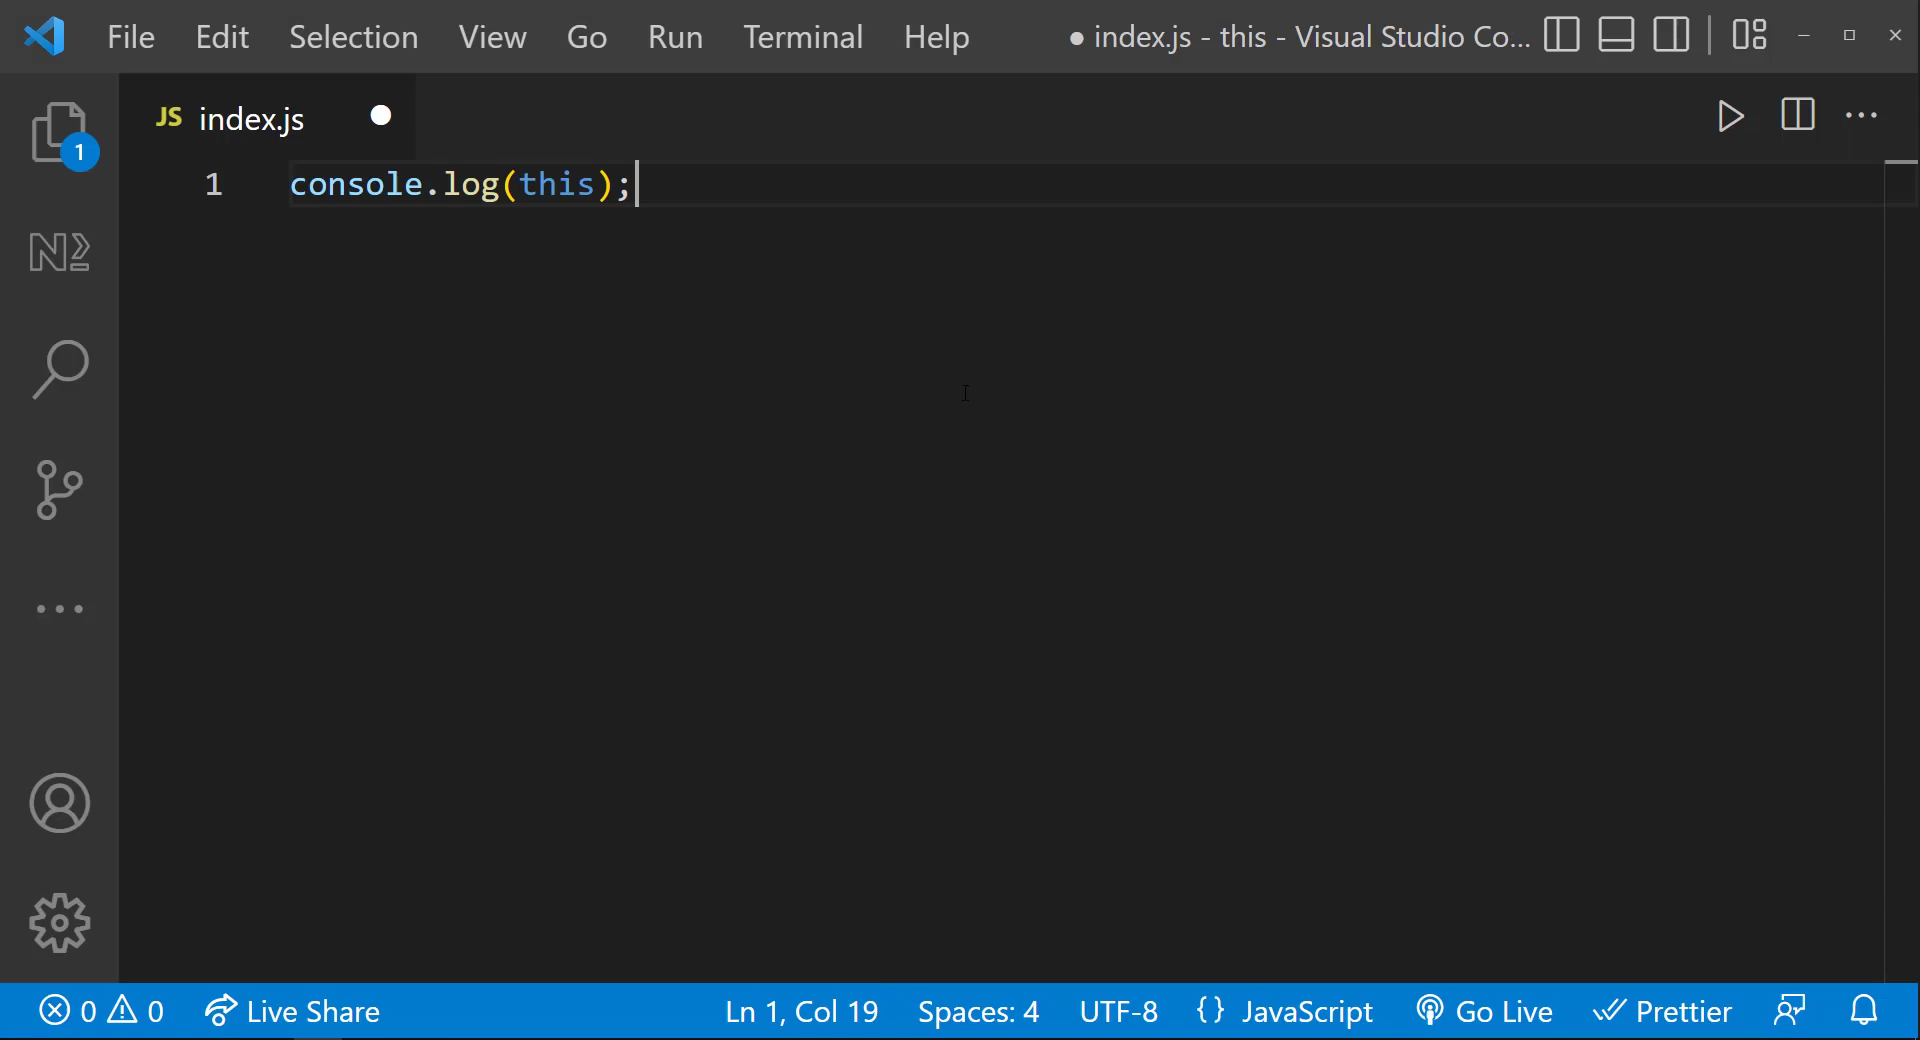 File Edit Selection View Go Run Terminal Help ● index.js - this - Visual Studio Co...
JS index.js
1
1 console.log(this);
0 0 Live Share Ln 1, Col 19 Spaces: 4 UTF-8 {} JavaScript Go Live Prettier